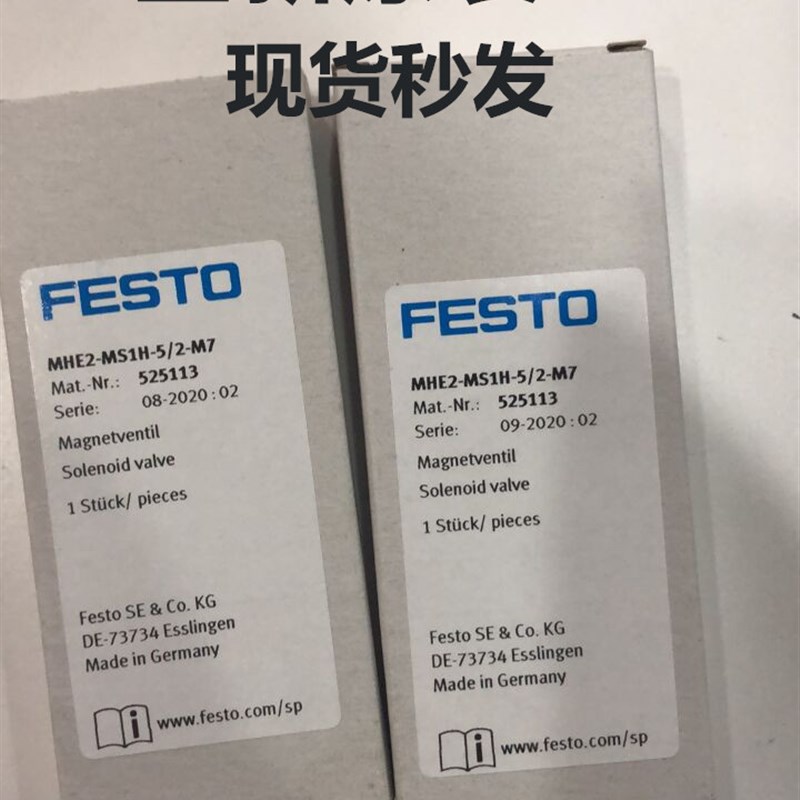 现货秒发
FESTO
MHE2-MS1H-5/2-M7
Mat.-Nr.: 525113
Serie: 08-2020 : 02
Magnetventil
Solenoid valve
1 Stück/ pieces
Festo SE & Co. KG
DE-73734 Esslingen
Made in Germany
www.festo.com/sp
FESTO
MHE2-MS1H-5/2-M7
Mat.-Nr.: 525113
Serie: 09-2020 : 02
Magnetventil
Solenoid valve
1 Stück/ pieces
Festo SE & Co. KG
DE-73734 Esslingen
Made in Germany
www.festo.com/sp